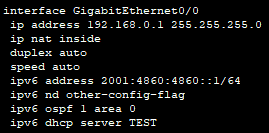 interface GigabitEthernet0/0
ip address 192.168.0.1 255.255.255.0
ip nat inside
duplex auto
speed auto
ipv6 address 2001:4860:4860::1/64
ipv6 nd other-config-flag
ipv6 ospf 1 area 0
ipv6 dhcp server TEST